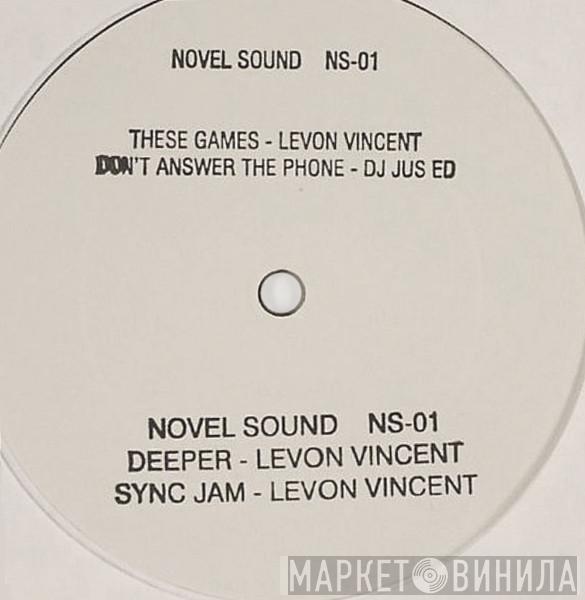 NOVEL SOUND NS-01
THESE GAMES - LEVON VINCENT
DON'T ANSWER THE PHONE - DJ JUS ED
NOVEL SOUND NS-01
DEEPER - LEVON VINCENT
SYNC JAM - LEVON VINCENT
МАРКЕТ ВИНИЛА